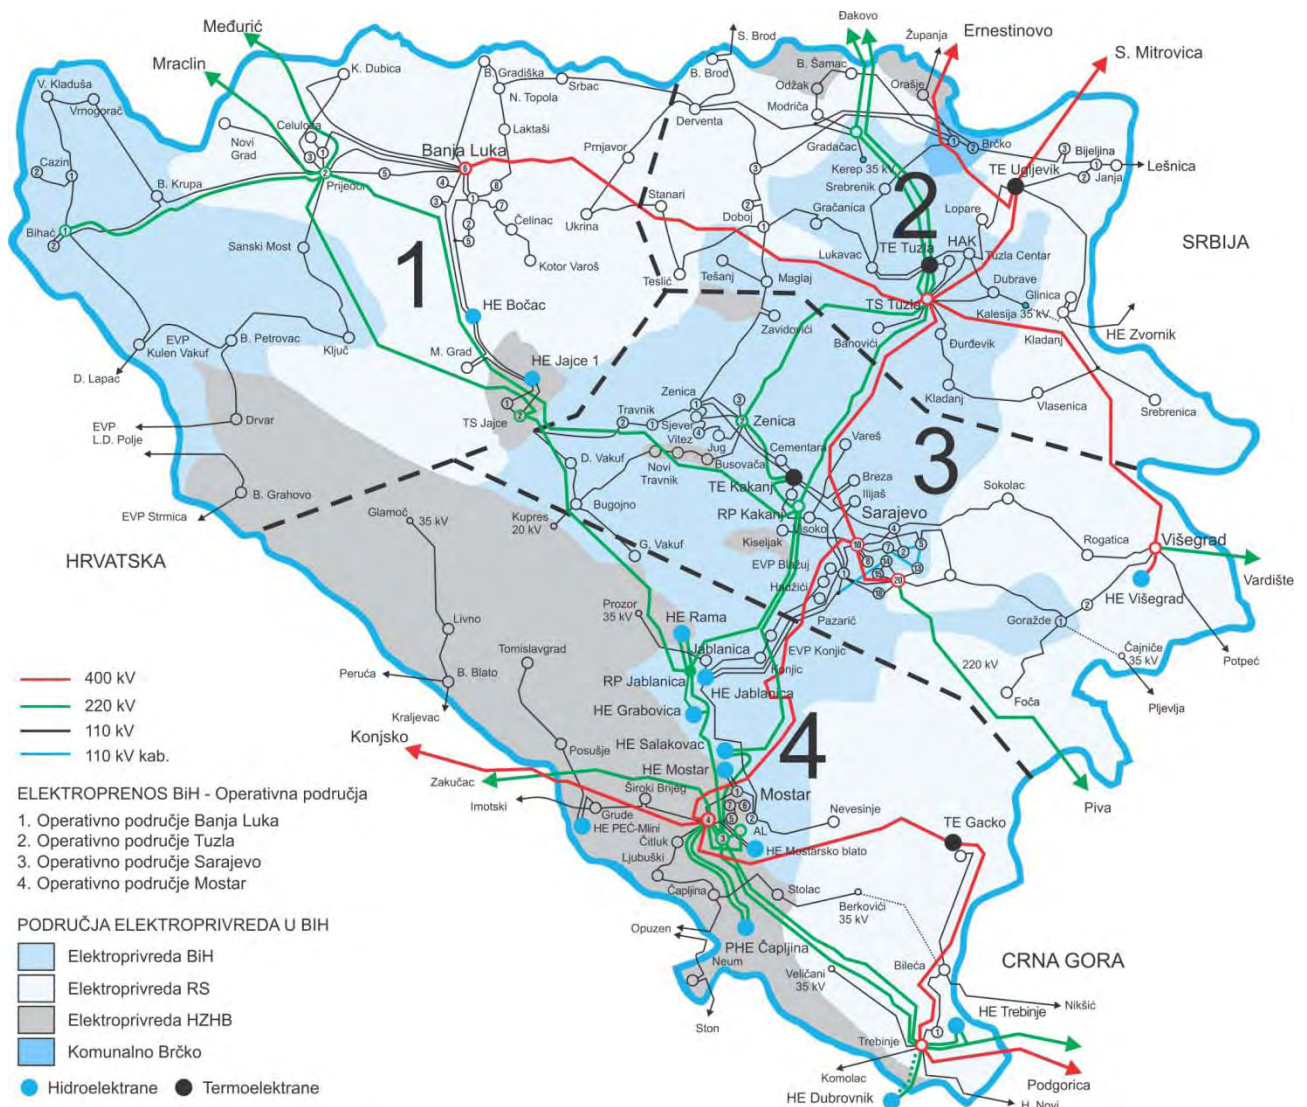 Međurić
Mraclin
V. Kladuša
Vrnogorač
K. Dubica
B. Gradiška
Srbac
N. Topola
Laktaši
S. Brod
B. Brod
Đakovo
Županja
Ernestinovo
S. Mitrovica
B. Šamac
Odžak
Orašje
Modriča
Derventa
Celuloza
Novi
Grad
Banja Luka
Prnjavor
Gradačac
Brčko
Bijeljina
Lešnica
Janja
Cazin
B. Krupa
Prijedor
Kerep 35 kV
TE Ugljevik
Srebrenik
Stanari
Bihać
Sanski Most
Čelinac
Ukrina
Doboj
Gračanica
Lopare
Kotor Varoš
Lukavac
TE Tuzla
HAK
Tuzla Centar
SRBIJA
Teslić
Tešanj
Maglaj
Dubrave
Glinica
1
2
HE Bočac
TS Tuzla
Kalesija 35 kV
Zavidovići
Banovići
Đurđevik
Kladanj
HE Zvornik
EVP
Kulen Vakuf
B. Petrovac
Ključ
M. Grad
HE Jajce 1
D. Lapac
Kladanj
Vlasenica
Srebrenica
Drvar
EVP
L.D. Polje
TS Jajce
Zenica
Travnik
Sjever
Zenica
Vitez
Jug
Cementara
Vareš
3
D. Vakuf
Novi
Travnik
Busovača
TE Kakanj
Breza
Ilijaš
B. Grahovo
EVP Strmica
Glamoč
35 kV
Bugojno
Kupres
20 kV
RP Kakanj
Visoko
Sarajevo
Sokolac
HRVATSKA
G. Vakuf
Kiseljak
Rogatica
Višegrad
EVP Blažuj
Hadžići
Vardište
HE Višegrad
Prozor
35 kV
HE Rama
Pazarić
Goražde
Livno
Tomislavgrad
Jablanica
EVP Konjic
Čajniče
35 kV
Potpeć
Konjic
220 kV
Peruća
B. Blato
RP Jablanica
HE Jablanica
Foča
Pljevlja
Kraljevac
HE Grabovica
Konjsko
Posušje
HE Salakovac
4
Zakučac
HE Mostar
Piva
Široki Brijeg
Mostar
Imotski
Grude
Nevesinje
TE Gacko
HE PEĆ-Mlini
Čitluk
AL
HE Mostarsko blato
Ljubuški
Čapljina
Stolac
Berkovići
35 kV
Opuzen
PHE Čapljina
Bileća
CRNA GORA
Neum
Veličani
35 kV
Nikšić
Ston
HE Trebinje
Trebinje
Komolac
Podgorica
HE Dubrovnik
H. Novi
400 kV
220 kV
110 kV
110 kV kab.
ELEKTROPRENOS BiH - Operativna područja
1. Operativno područje Banja Luka
2. Operativno područje Tuzla
3. Operativno područje Sarajevo
4. Operativno područje Mostar
PODRUČJA ELEKTROPRIVREDA U BIH
Elektroprivreda BiH
Elektroprivreda RS
Elektroprivreda HZHB
Komunalno Brčko
Hidroelektrane
Termoelektrane